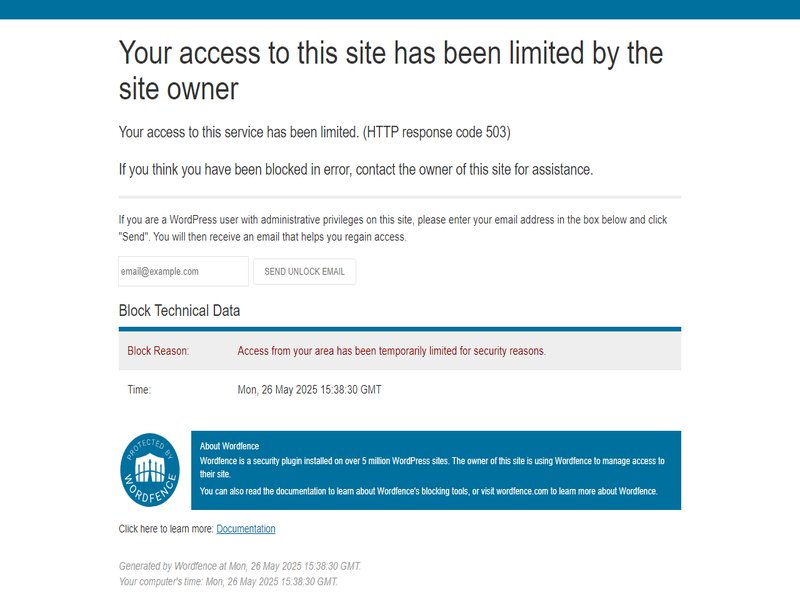 Your access to this site has been limited by the
site owner
Your access to this service has been limited. (HTTP response code 503)
If you think you have been blocked in error, contact the owner of this site for assistance.
If you are a WordPress user with administrative privileges on this site, please enter your email address in the box below and click
"Send". You will then receive an email that helps you regain access.
email@example.com
SEND UNLOCK EMAIL
Block Technical Data
Block Reason: Access from your area has been temporarily limited for security reasons.
Time: Mon, 26 May 2025 15:38:30 GMT
PROTECTED BY
WORDFENCE
About Wordfence
Wordfence is a security plugin installed on over 5 million WordPress sites. The owner of this site is using Wordfence to manage access to
their site.
You can also read the documentation to learn about Wordfence's blocking tools, or visit wordfence.com to learn more about Wordfence.
Click here to learn more: Documentation
Generated by Wordfence at Mon, 26 May 2025 15:38:30 GMT.
Your computer's time: Mon, 26 May 2025 15:38:30 GMT.